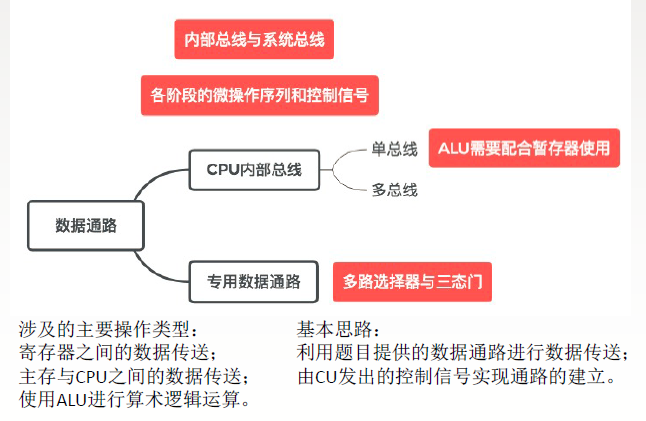 内部总线与系统总线
各阶段的微操作序列和控制信号
单总线
ALU需要配合暂存器使用
CPU内部总线
多总线
数据通路
专用数据通路
多路选择器与三态门
涉及的主要操作类型：
寄存器之间的数据传送；
主存与CPU之间的数据传送；
使用ALU进行算术逻辑运算。
基本思路：
利用题目提供的数据通路进行数据传送；
由CU发出的控制信号实现通路的建立。